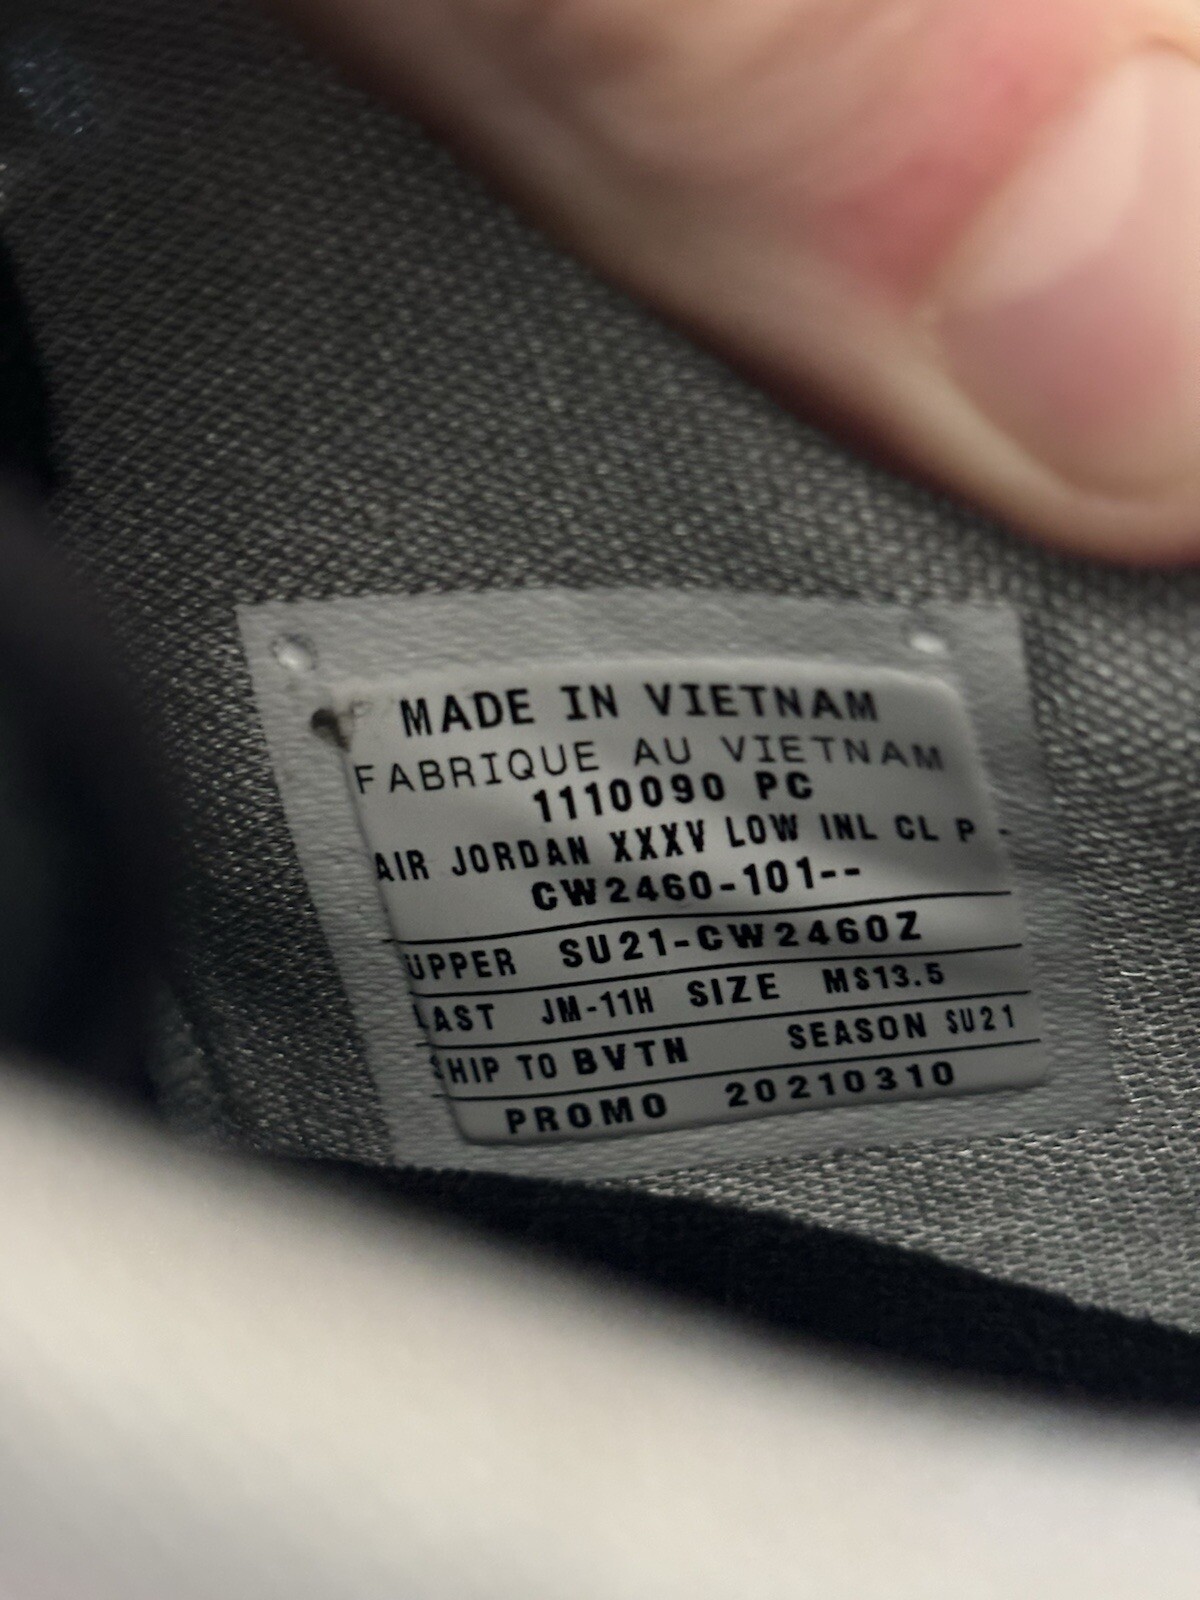 MADE IN VIETNAM
FABRIQUE AU VIETNAM
1110090 PC
AIR JORDAN XXXV LOW INL CL P -
CW2460-101--
UPPER SU21-CW2460Z
LAST JM-11H SIZE MS13.5
SHIP TO BVTN SEASON SU21
PROMO 20210310